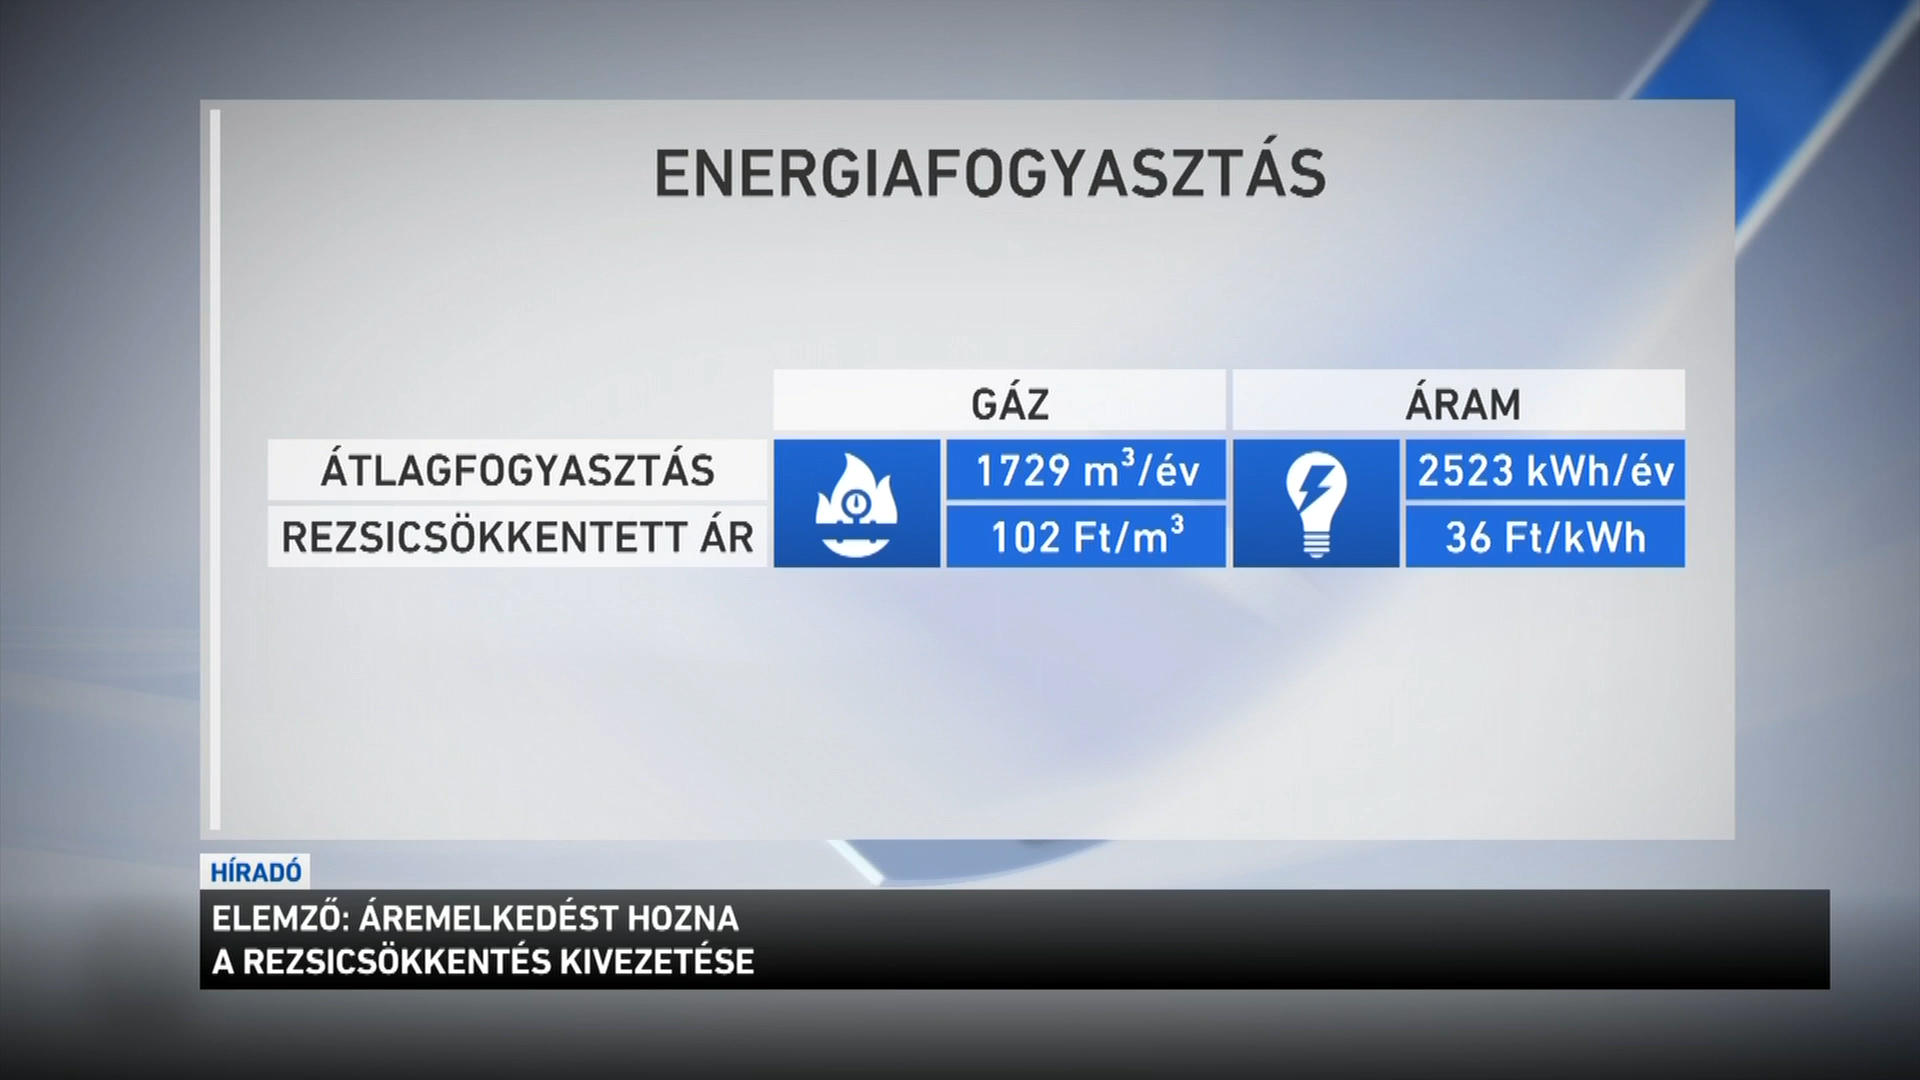 ENERGIAFOGYASZTÁS
GÁZ ÁRAM
ÁTLAGFOGYASZTÁS 1729 m³/év 2523 kWh/év
REZSICSÖKKENTETT ÁR 102 Ft/m³ 36 Ft/kWh
HÍRADÓ
ELEMZŐ: ÁREMELKEDÉST HOZNA
A REZSICSÖKKENTÉS KIVEZETÉSE